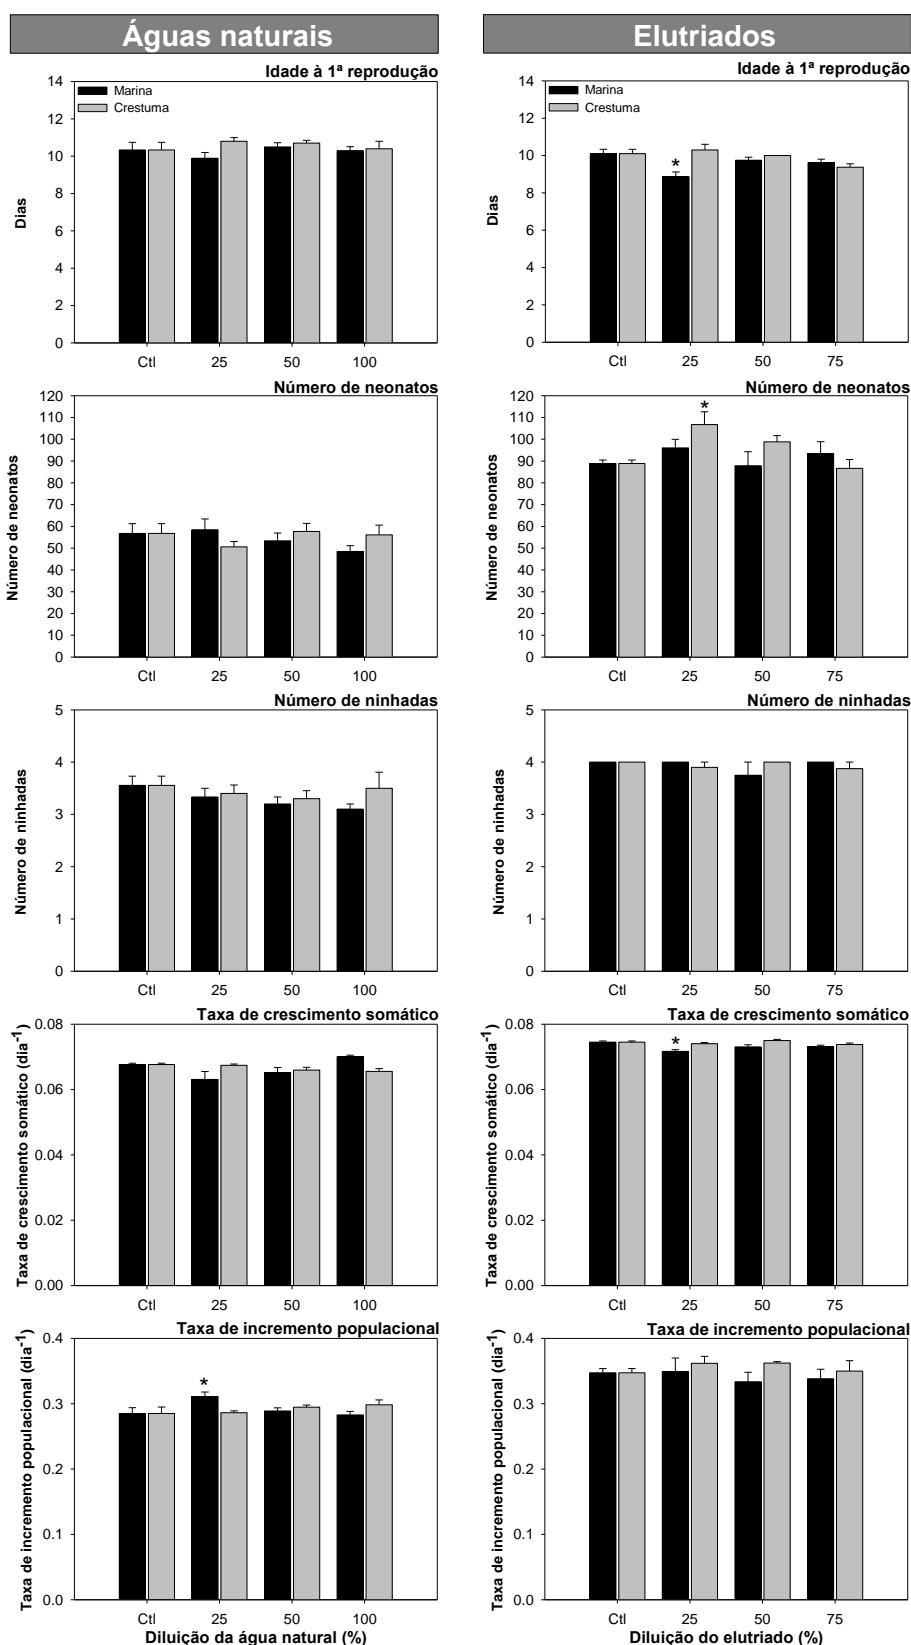 Águas naturais
Elutriados
Idade à 1ª reprodução
14
12
10
8
6
4
2
0
Dias
Marina
Crestuma
Ctl 25 50 100
Idade à 1ª reprodução
14
12
10
8
6
4
2
0
Dias
Marina
Crestuma
*
Ctl 25 50 75
Número de neonatos
120
110
100
90
80
70
60
50
40
30
20
10
0
Número de neonatos
Ctl 25 50 100
Número de neonatos
120
110
100
90
80
70
60
50
40
30
20
10
0
Número de neonatos
*
Ctl 25 50 75
Número de ninhadas
5
4
3
2
1
0
Número de ninhadas
Ctl 25 50 100
Número de ninhadas
5
4
3
2
1
0
Número de ninhadas
Ctl 25 50 75
Taxa de crescimento somático
0.08
0.06
0.04
0.02
0.00
Taxa de crescimento somático (dia⁻¹)
Ctl 25 50 100
Taxa de crescimento somático
0.08
0.06
0.04
0.02
0.00
Taxa de crescimento somático (dia⁻¹)
*
Ctl 25 50 75
Taxa de incremento populacional
0.4
0.3
0.2
0.1
0.0
Taxa de incremento populacional (dia⁻¹)
*
Ctl 25 50 100
Diluição da água natural (%)
Taxa de incremento populacional
0.4
0.3
0.2
0.1
0.0
Taxa de incremento populacional (dia⁻¹)
Ctl 25 50 75
Diluição do elutriado (%)